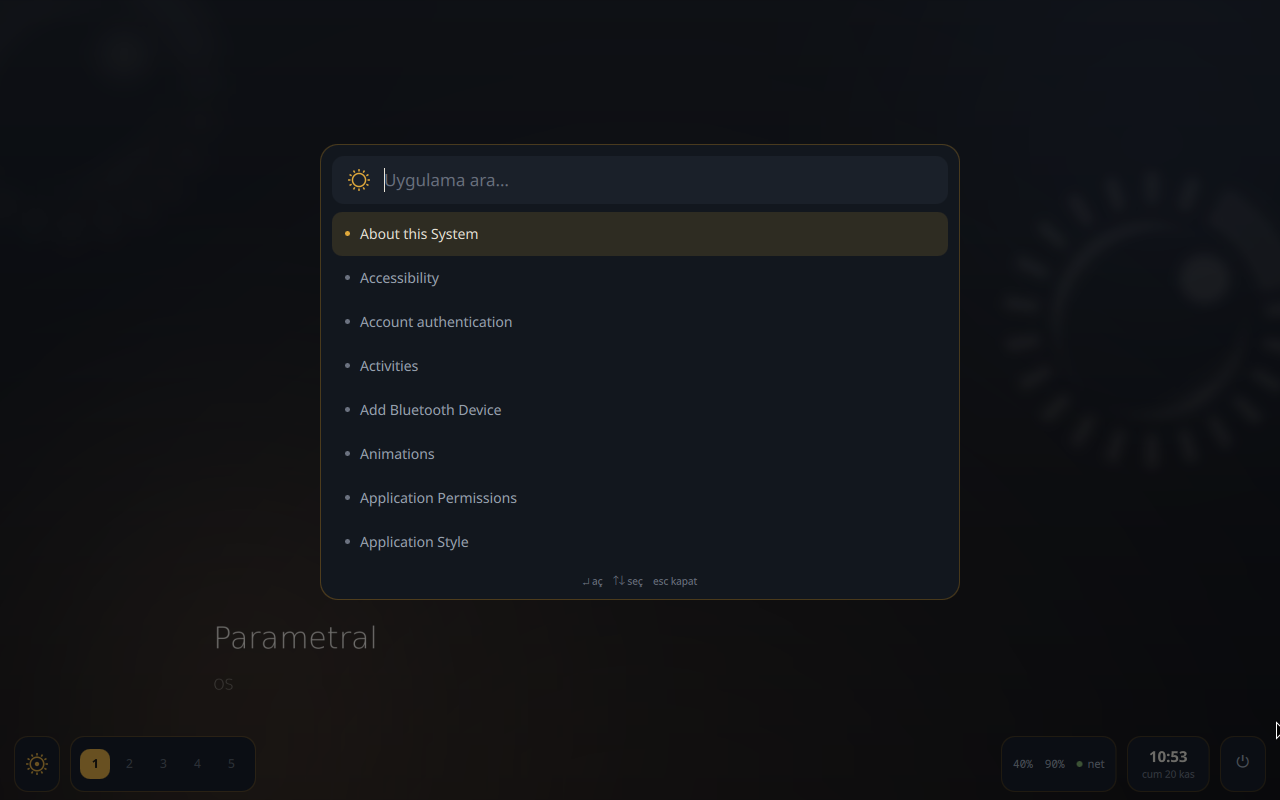 Uygulama ara...
About this System
Accessibility
Account authentication
Activities
Add Bluetooth Device
Animations
Application Permissions
Application Style
↵ aç ↑↓ seç esc kapat
Parametral
OS
1 2 3 4 5
40% 90% net
10:53
cum 20 kas